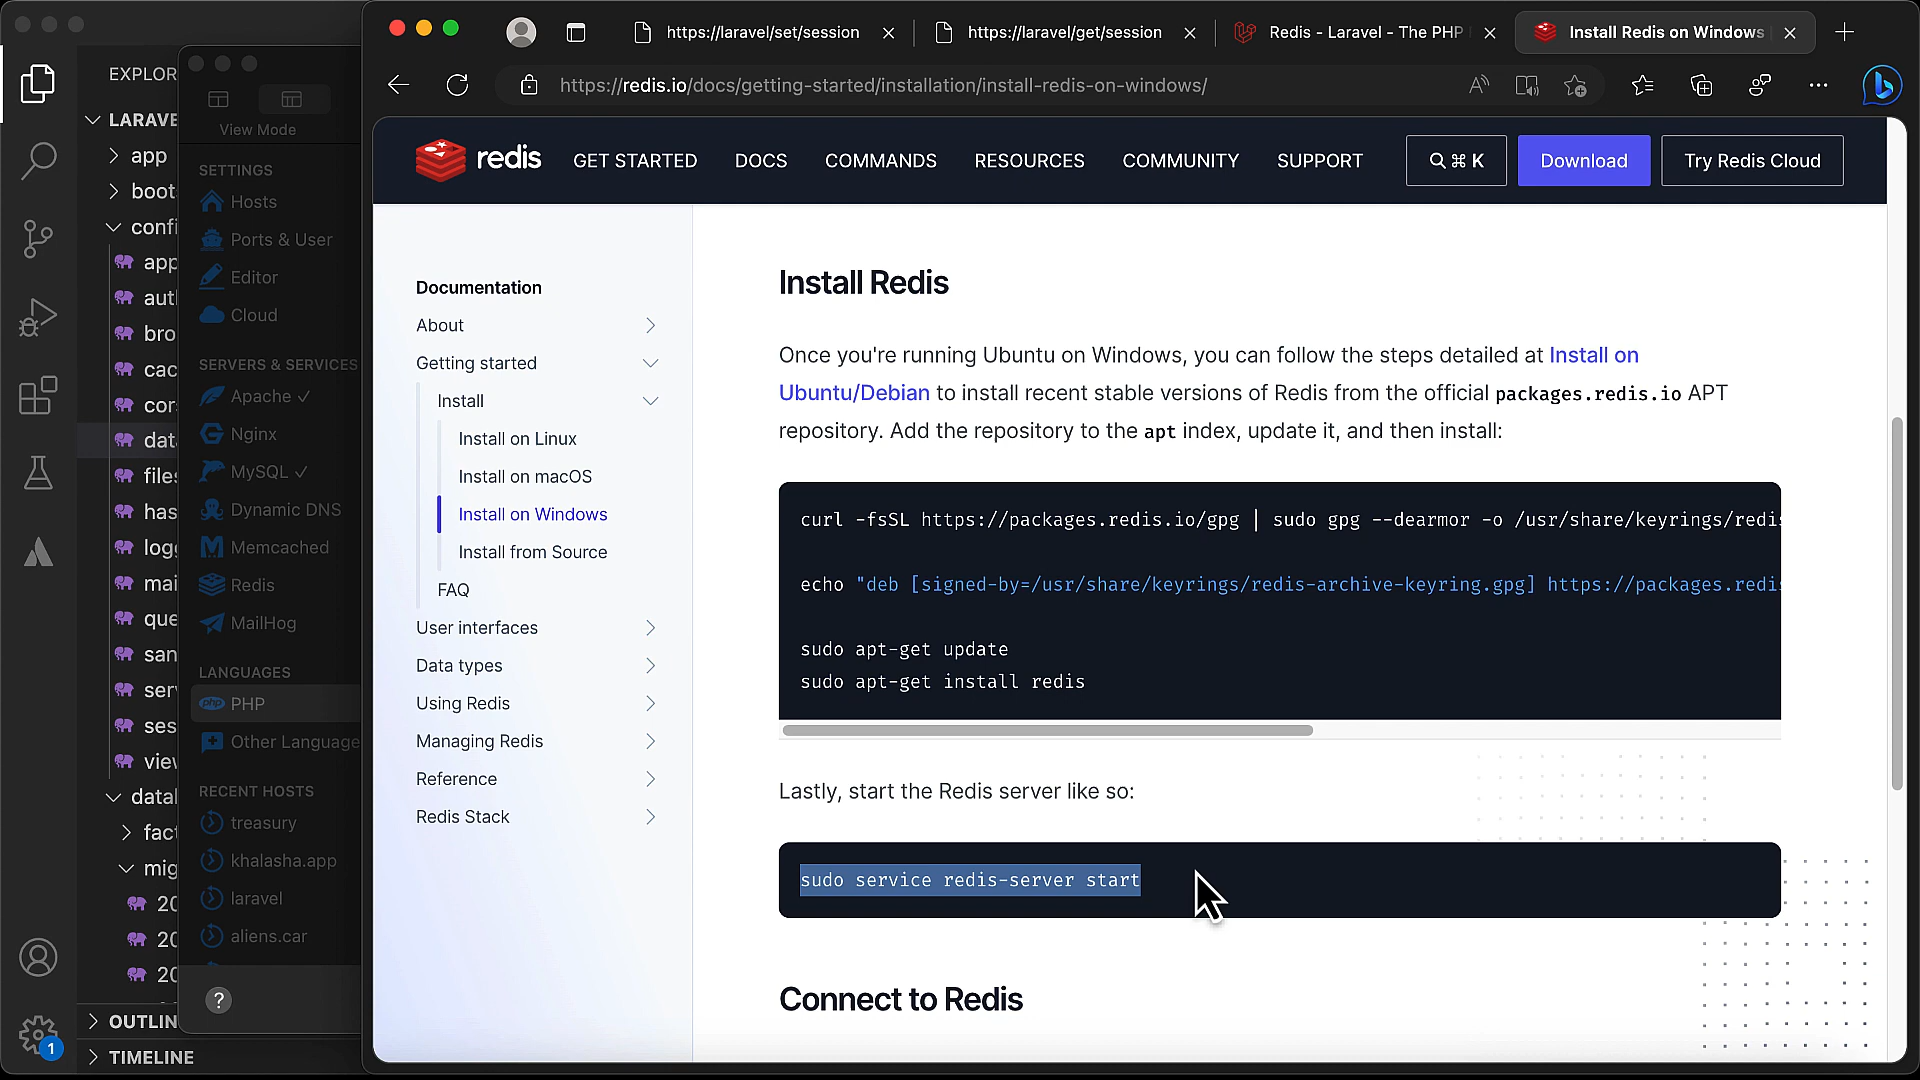 https://laravel/set/session
https://laravel/get/session
Redis - Laravel - The PHP
Install Redis on Windows
https://redis.io/docs/getting-started/installation/install-redis-on-windows/
EXPLOR
LARAVE
app
boot
confi
app
aut
bro
cac
cor
data
files
has
logg
mai
que
san
ser
ses
view
datal
fact
mig
20
20
20
OUTLIN
TIMELINE
1
View Mode
SETTINGS
Hosts
Ports & User
Editor
Cloud
SERVERS & SERVICES
Apache ✓
Nginx
MySQL ✓
Dynamic DNS
Memcached
Redis
MailHog
LANGUAGES
php PHP
Other Language
RECENT HOSTS
treasury
khalasha.app
laravel
aliens.car
?
redis
GET STARTED
DOCS
COMMANDS
RESOURCES
COMMUNITY
SUPPORT
⌘ K
Download
Try Redis Cloud
Documentation
About
Getting started
Install
Install on Linux
Install on macOS
Install on Windows
Install from Source
FAQ
User interfaces
Data types
Using Redis
Managing Redis
Reference
Redis Stack
Install Redis
Once you're running Ubuntu on Windows, you can follow the steps detailed at Install on
Ubuntu/Debian to install recent stable versions of Redis from the official packages.redis.io APT
repository. Add the repository to the apt index, update it, and then install:
curl -fsSL https://packages.redis.io/gpg | sudo gpg --dearmor -o /usr/share/keyrings/redis
echo "deb [signed-by=/usr/share/keyrings/redis-archive-keyring.gpg] https://packages.redis
sudo apt-get update
sudo apt-get install redis
Lastly, start the Redis server like so:
sudo service redis-server start
Connect to Redis